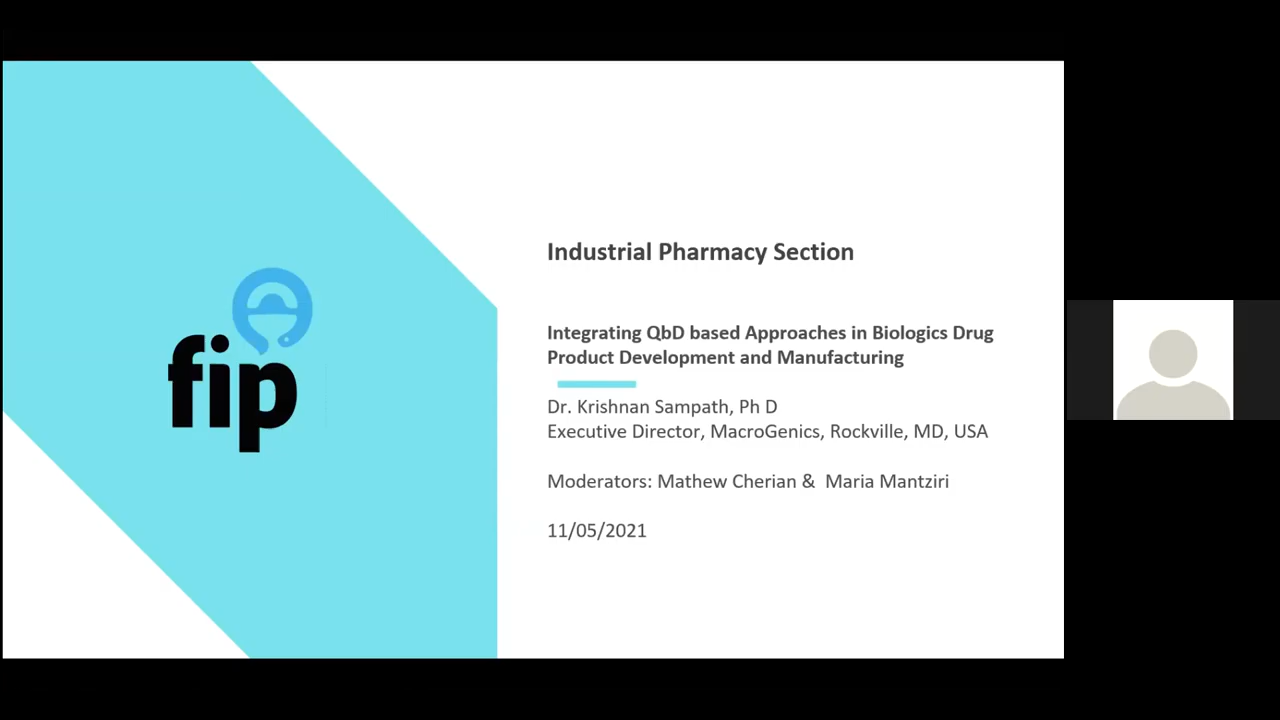 fip
Industrial Pharmacy Section
Integrating QbD based Approaches in Biologics Drug
Product Development and Manufacturing
Dr. Krishnan Sampath, Ph D
Executive Director, MacroGenics, Rockville, MD, USA
Moderators: Mathew Cherian & Maria Mantziri
11/05/2021